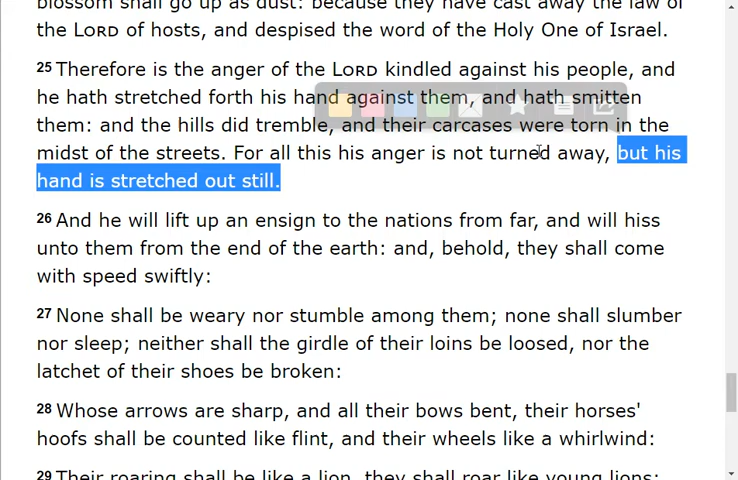 blossom shall go up as dust: because they have cast away the law of
the LORD of hosts, and despised the word of the Holy One of Israel.
25 Therefore is the anger of the LORD kindled against his people, and
he hath stretched forth his hand against them, and hath smitten
them: and the hills did tremble, and their carcases were torn in the
midst of the streets. For all this his anger is not turned away, but his
hand is stretched out still.
26 And he will lift up an ensign to the nations from far, and will hiss
unto them from the end of the earth: and, behold, they shall come
with speed swiftly:
27 None shall be weary nor stumble among them; none shall slumber
nor sleep; neither shall the girdle of their loins be loosed, nor the
latchet of their shoes be broken:
28 Whose arrows are sharp, and all their bows bent, their horses'
hoofs shall be counted like flint, and their wheels like a whirlwind:
29 Their roaring shall be like a lion, they shall roar like young lions: